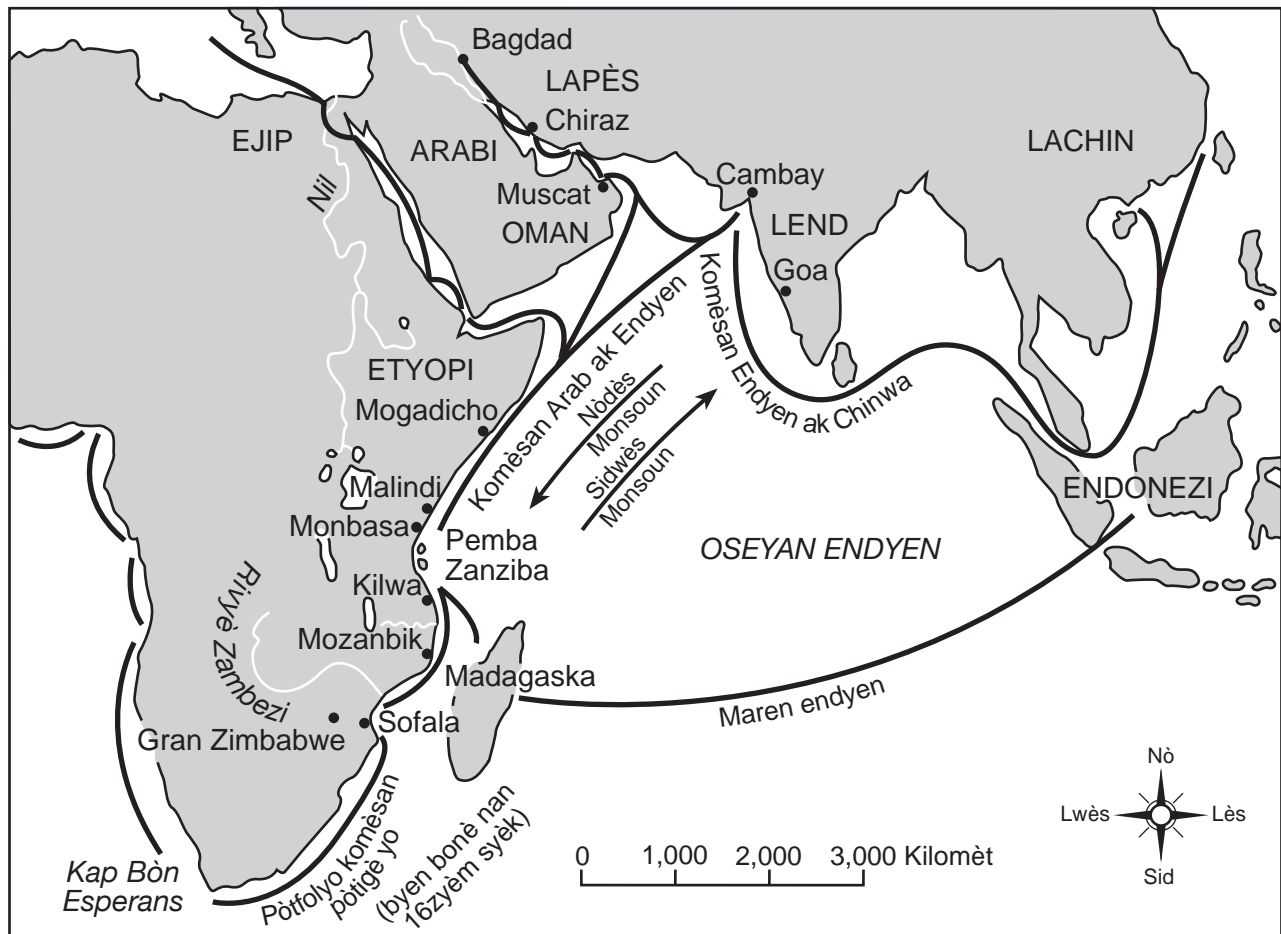 Bagdad
LAPÈS
Chiraz
EJIP
ARABI
LACHIN
Nil
Muscat
OMAN
Cambay
LEND
Goa
ETYOPI
Mogadicho
Komèsan Arab ak Endyen
Nòdès
Monsoun
Sidwès
Monsoun
Komèsan Endyen ak Chinwa
Malindi
Monbasa
Pemba
Zanziba
ENDONEZI
OSEYAN ENDYEN
Kilwa
Rivyè Zambezi
Mozanbik
Madagaska
Maren endyen
Sofala
Gran Zimbabwe
Kap Bòn
Esperans
Pòtfolyo komèsan
pòtigè yo
(byen bonè nan
16zyèm syèk)
0 1,000 2,000 3,000 Kilomèt
Nò
Lwès
Lès
Sid